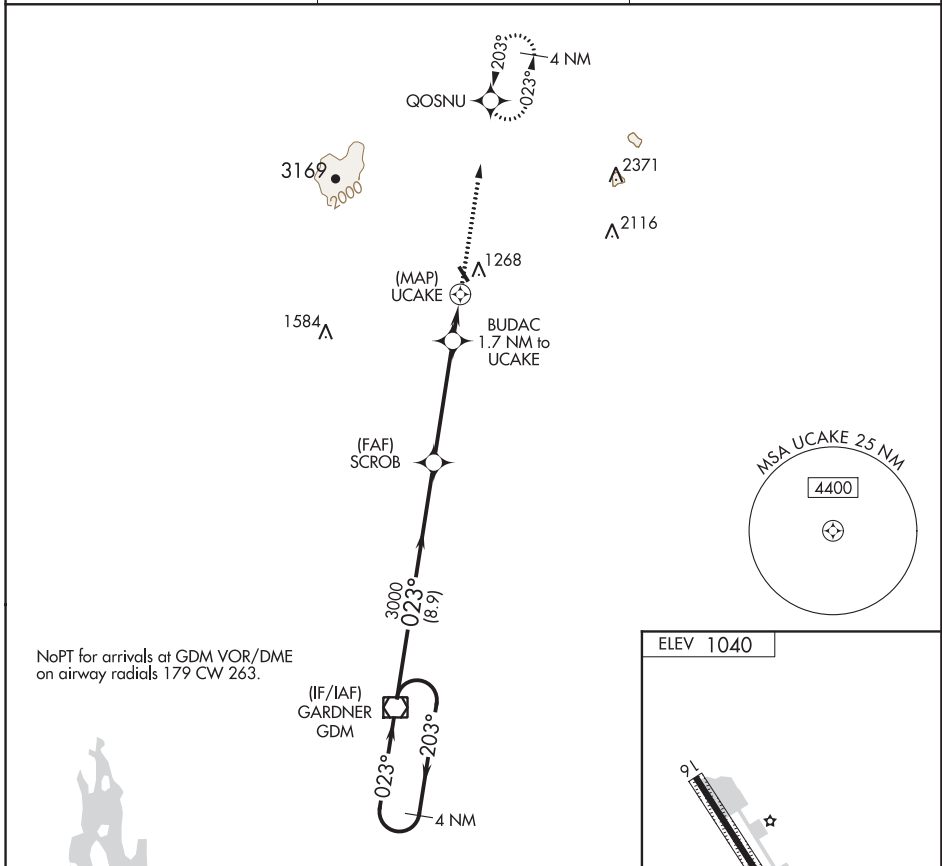 203°
023°
4 NM
QOSNU
3169
2000
2371
2116
1268
(MAP)
UCAKE
1584
BUDAC
1.7 NM to
UCAKE
(FAF)
SCROB
MSA UCAKE 25 NM
4400
3000
023°
(8.9)
NoPT for arrivals at GDM VOR/DME
on airway radials 179 CW 263.
ELEV 1040
(IF/IAF)
GARDNER
GDM
023°
203°
4 NM
16